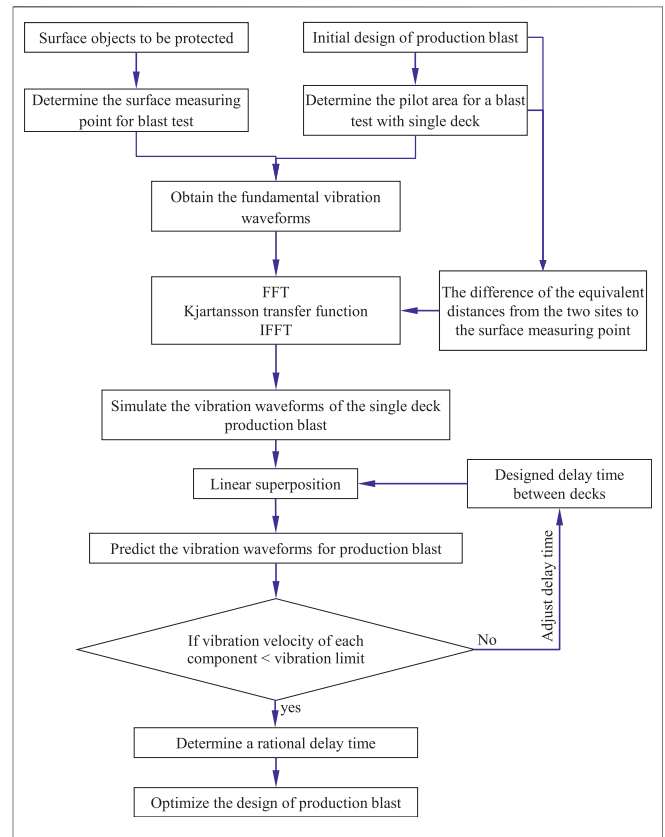 Surface objects to be protected
Initial design of production blast
Determine the surface measuring
point for blast test
Determine the pilot area for a blast
test with single deck
Obtain the fundamental vibration
waveforms
FFT
Kjartansson transfer function
IFFT
The difference of the equivalent
distances from the two sites to
the surface measuring point
Simulate the vibration waveforms of the single deck
production blast
Linear superposition
Designed delay time
between decks
Predict the vibration waveforms for production blast
Adjust delay time
If vibration velocity of each
component < vibration limit
No
yes
Determine a rational delay time
Optimize the design of production blast